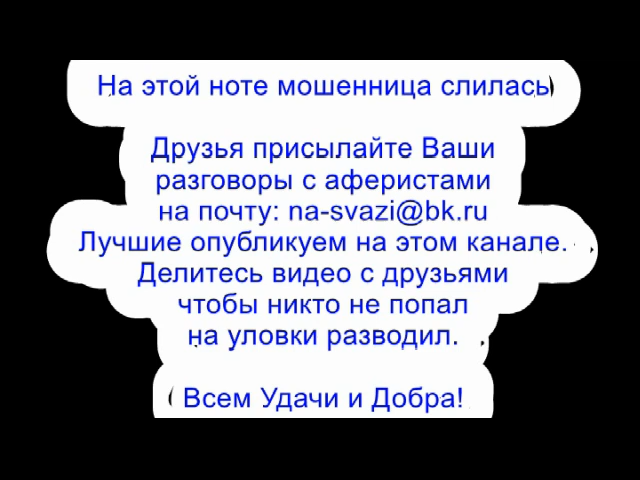 На этой ноте мошенница слилась
Друзья присылайте Ваши
разговоры с аферистами
на почту: na-svazi@bk.ru
Лучшие опубликуем на этом канале.
Делитесь видео с друзьями
чтобы никто не попал
на уловки разводил.
Всем Удачи и Добра!